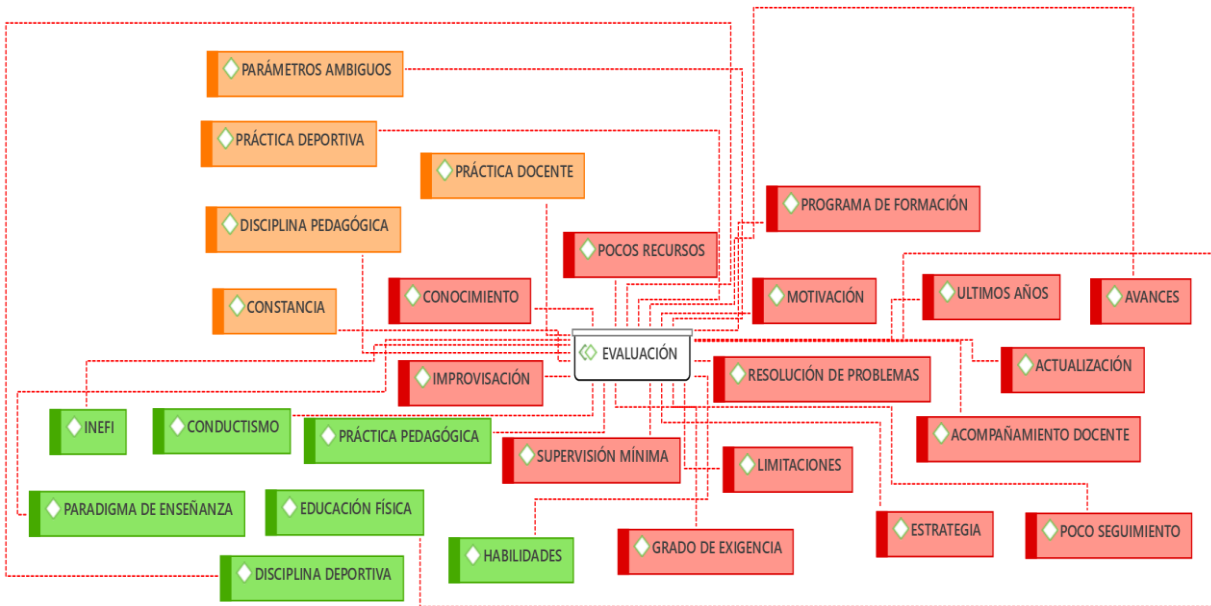 PARÁMETROS AMBIGUOS
PRÁCTICA DEPORTIVA
PRÁCTICA DOCENTE
PROGRAMA DE FORMACIÓN
DISCIPLINA PEDAGÓGICA
POCOS RECURSOS
CONOCIMIENTO
MOTIVACIÓN
ULTIMOS AÑOS
AVANCES
CONSTANCIA
EVALUACIÓN
ACTUALIZACIÓN
IMPROVISACIÓN
RESOLUCIÓN DE PROBLEMAS
INEFI
CONDUCTISMO
PRÁCTICA PEDAGÓGICA
ACOMPAÑAMIENTO DOCENTE
SUPERVISIÓN MÍNIMA
LIMITACIONES
PARADIGMA DE ENSEÑANZA
EDUCACIÓN FÍSICA
ESTRATEGIA
POCO SEGUIMIENTO
HABILIDADES
GRADO DE EXIGENCIA
DISCIPLINA DEPORTIVA